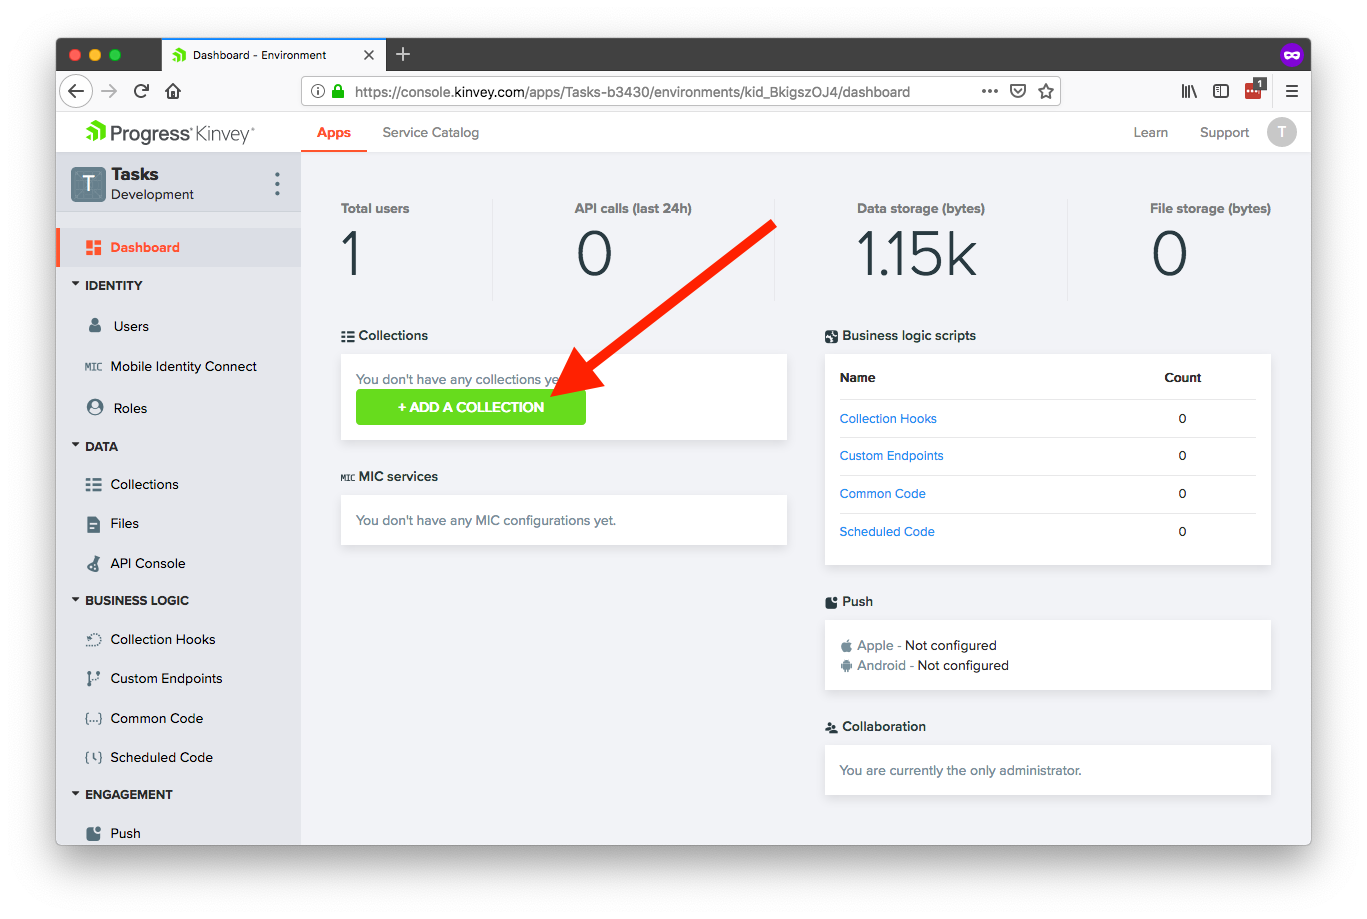 Dashboard - Environment
1
https://console.kinvey.com/apps/Tasks-b3430/environments/kid_BkigszOJ4/dashboard
Progress Kinvey
Apps
Service Catalog
Learn
Support
T
T
Tasks
Development
Dashboard
IDENTITY
Users
MIC Mobile Identity Connect
Roles
DATA
Collections
Files
API Console
BUSINESS LOGIC
Collection Hooks
Custom Endpoints
{...} Common Code
Scheduled Code
ENGAGEMENT
Push
Total users
1
API calls (last 24h)
0
Data storage (bytes)
1.15k
File storage (bytes)
0
Collections
You don't have any collections
+ ADD A COLLECTION
MIC MIC services
You don't have any MIC configurations yet.
Business logic scripts
Name Count
Collection Hooks 0
Custom Endpoints 0
Common Code 0
Scheduled Code 0
Push
Apple - Not configured
Android - Not configured
Collaboration
You are currently the only administrator.